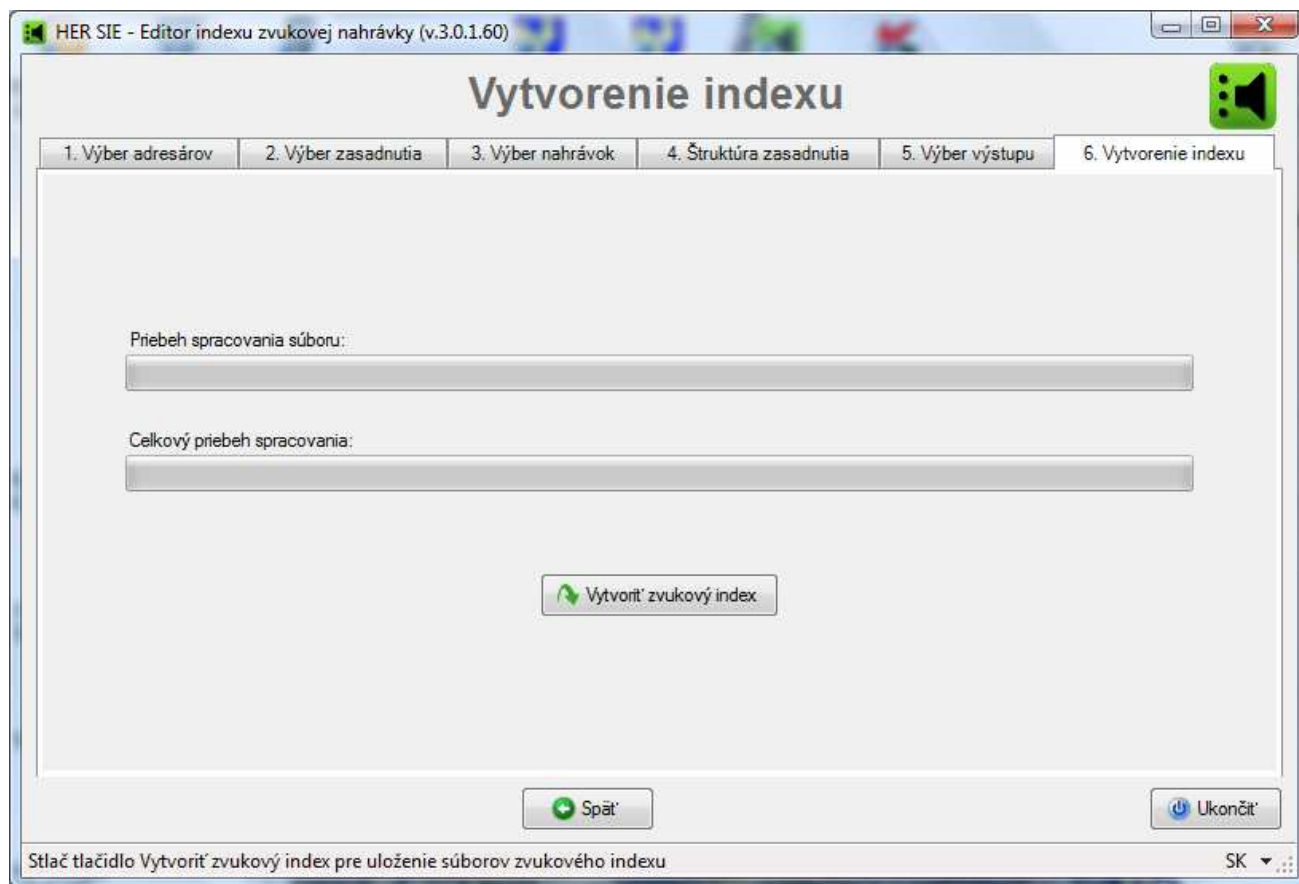 HER SIE - Editor indexu zvukovej nahrávky (v.3.0.1.60)
Vytvorenie indexu
1. Výber adresárov 2. Výber zasadnutia 3. Výber nahrávok 4. Štruktúra zasadnutia 5. Výber výstupu 6. Vytvorenie indexu
Priebeh spracovania súboru:
Celkový priebeh spracovania:
Vytvoriť zvukový index
Späť Ukončiť
Stlač tlačidlo Vytvoriť zvukový index pre uloženie súborov zvukového indexu SK